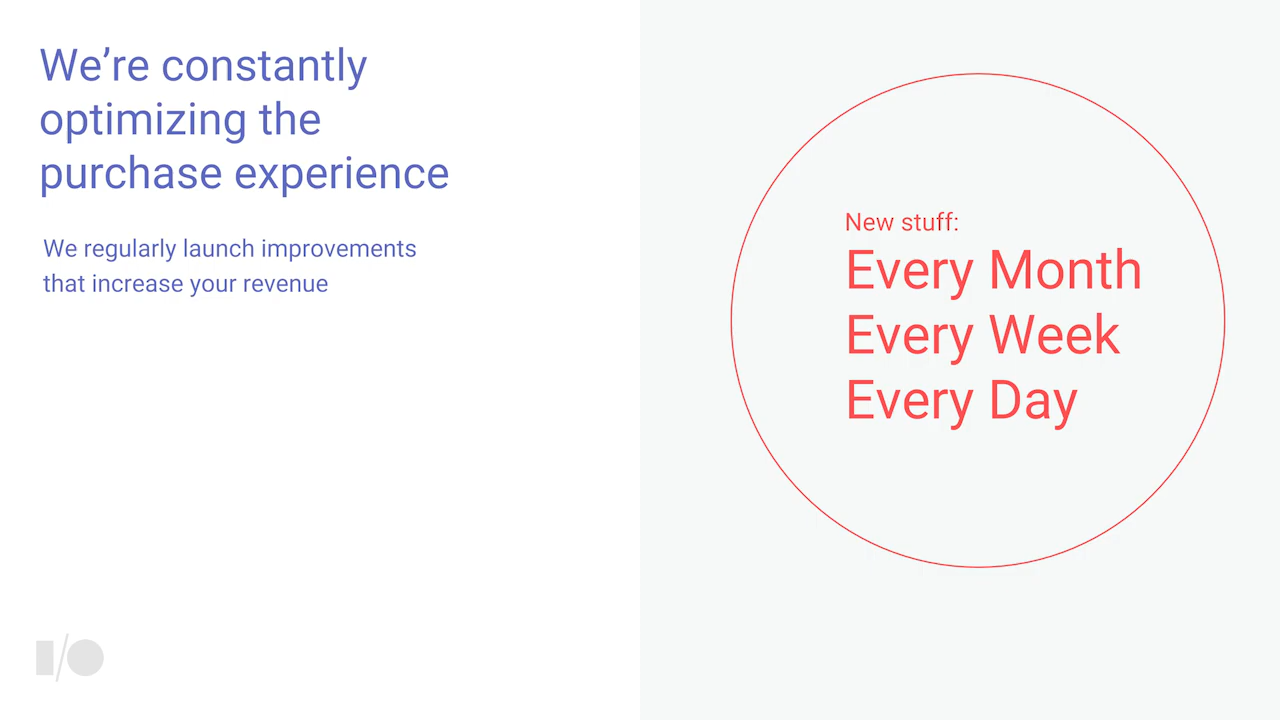 We’re constantly
optimizing the
purchase experience
We regularly launch improvements
that increase your revenue
New stuff:
Every Month
Every Week
Every Day
I/O